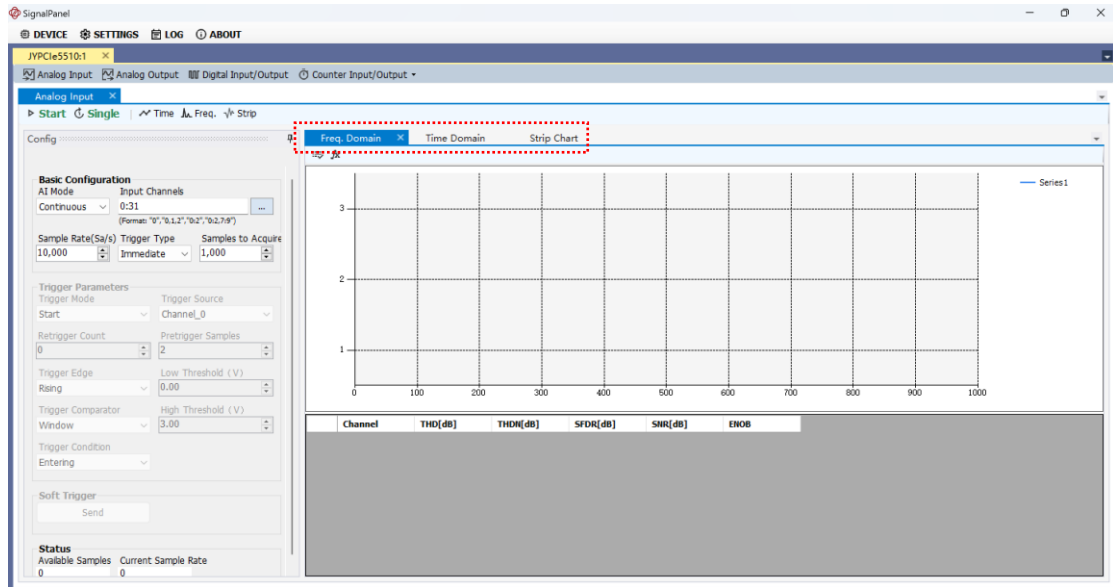 SignalPanel
DEVICE SETTINGS LOG ABOUT
JYPCIe5510:1
Analog Input Analog Output Digital Input/Output Counter Input/Output
Analog Input
Start Single Time Freq. Strip
Config
Freq. Domain Time Domain Strip Chart
fx
Basic Configuration
AI Mode Input Channels
Continuous 0:31 ...
(Format: "0","0,1,2","0:2","0:2,7:9")
Sample Rate(Sa/s) Trigger Type Samples to Acquire
10,000 Immediate 1,000
Trigger Parameters
Trigger Mode Trigger Source
Start Channel_0
Retrigger Count Pretrigger Samples
0 2
Trigger Edge Low Threshold (V)
Rising 0.00
Trigger Comparator High Threshold (V)
Window 3.00
Trigger Condition
Entering
Soft Trigger
Send
Status
Available Samples Current Sample Rate
0 0
Series1
3
2
1
0 100 200 300 400 500 600 700 800 900 1000
Channel THD[dB] THDN[dB] SFDR[dB] SNR[dB] ENOB